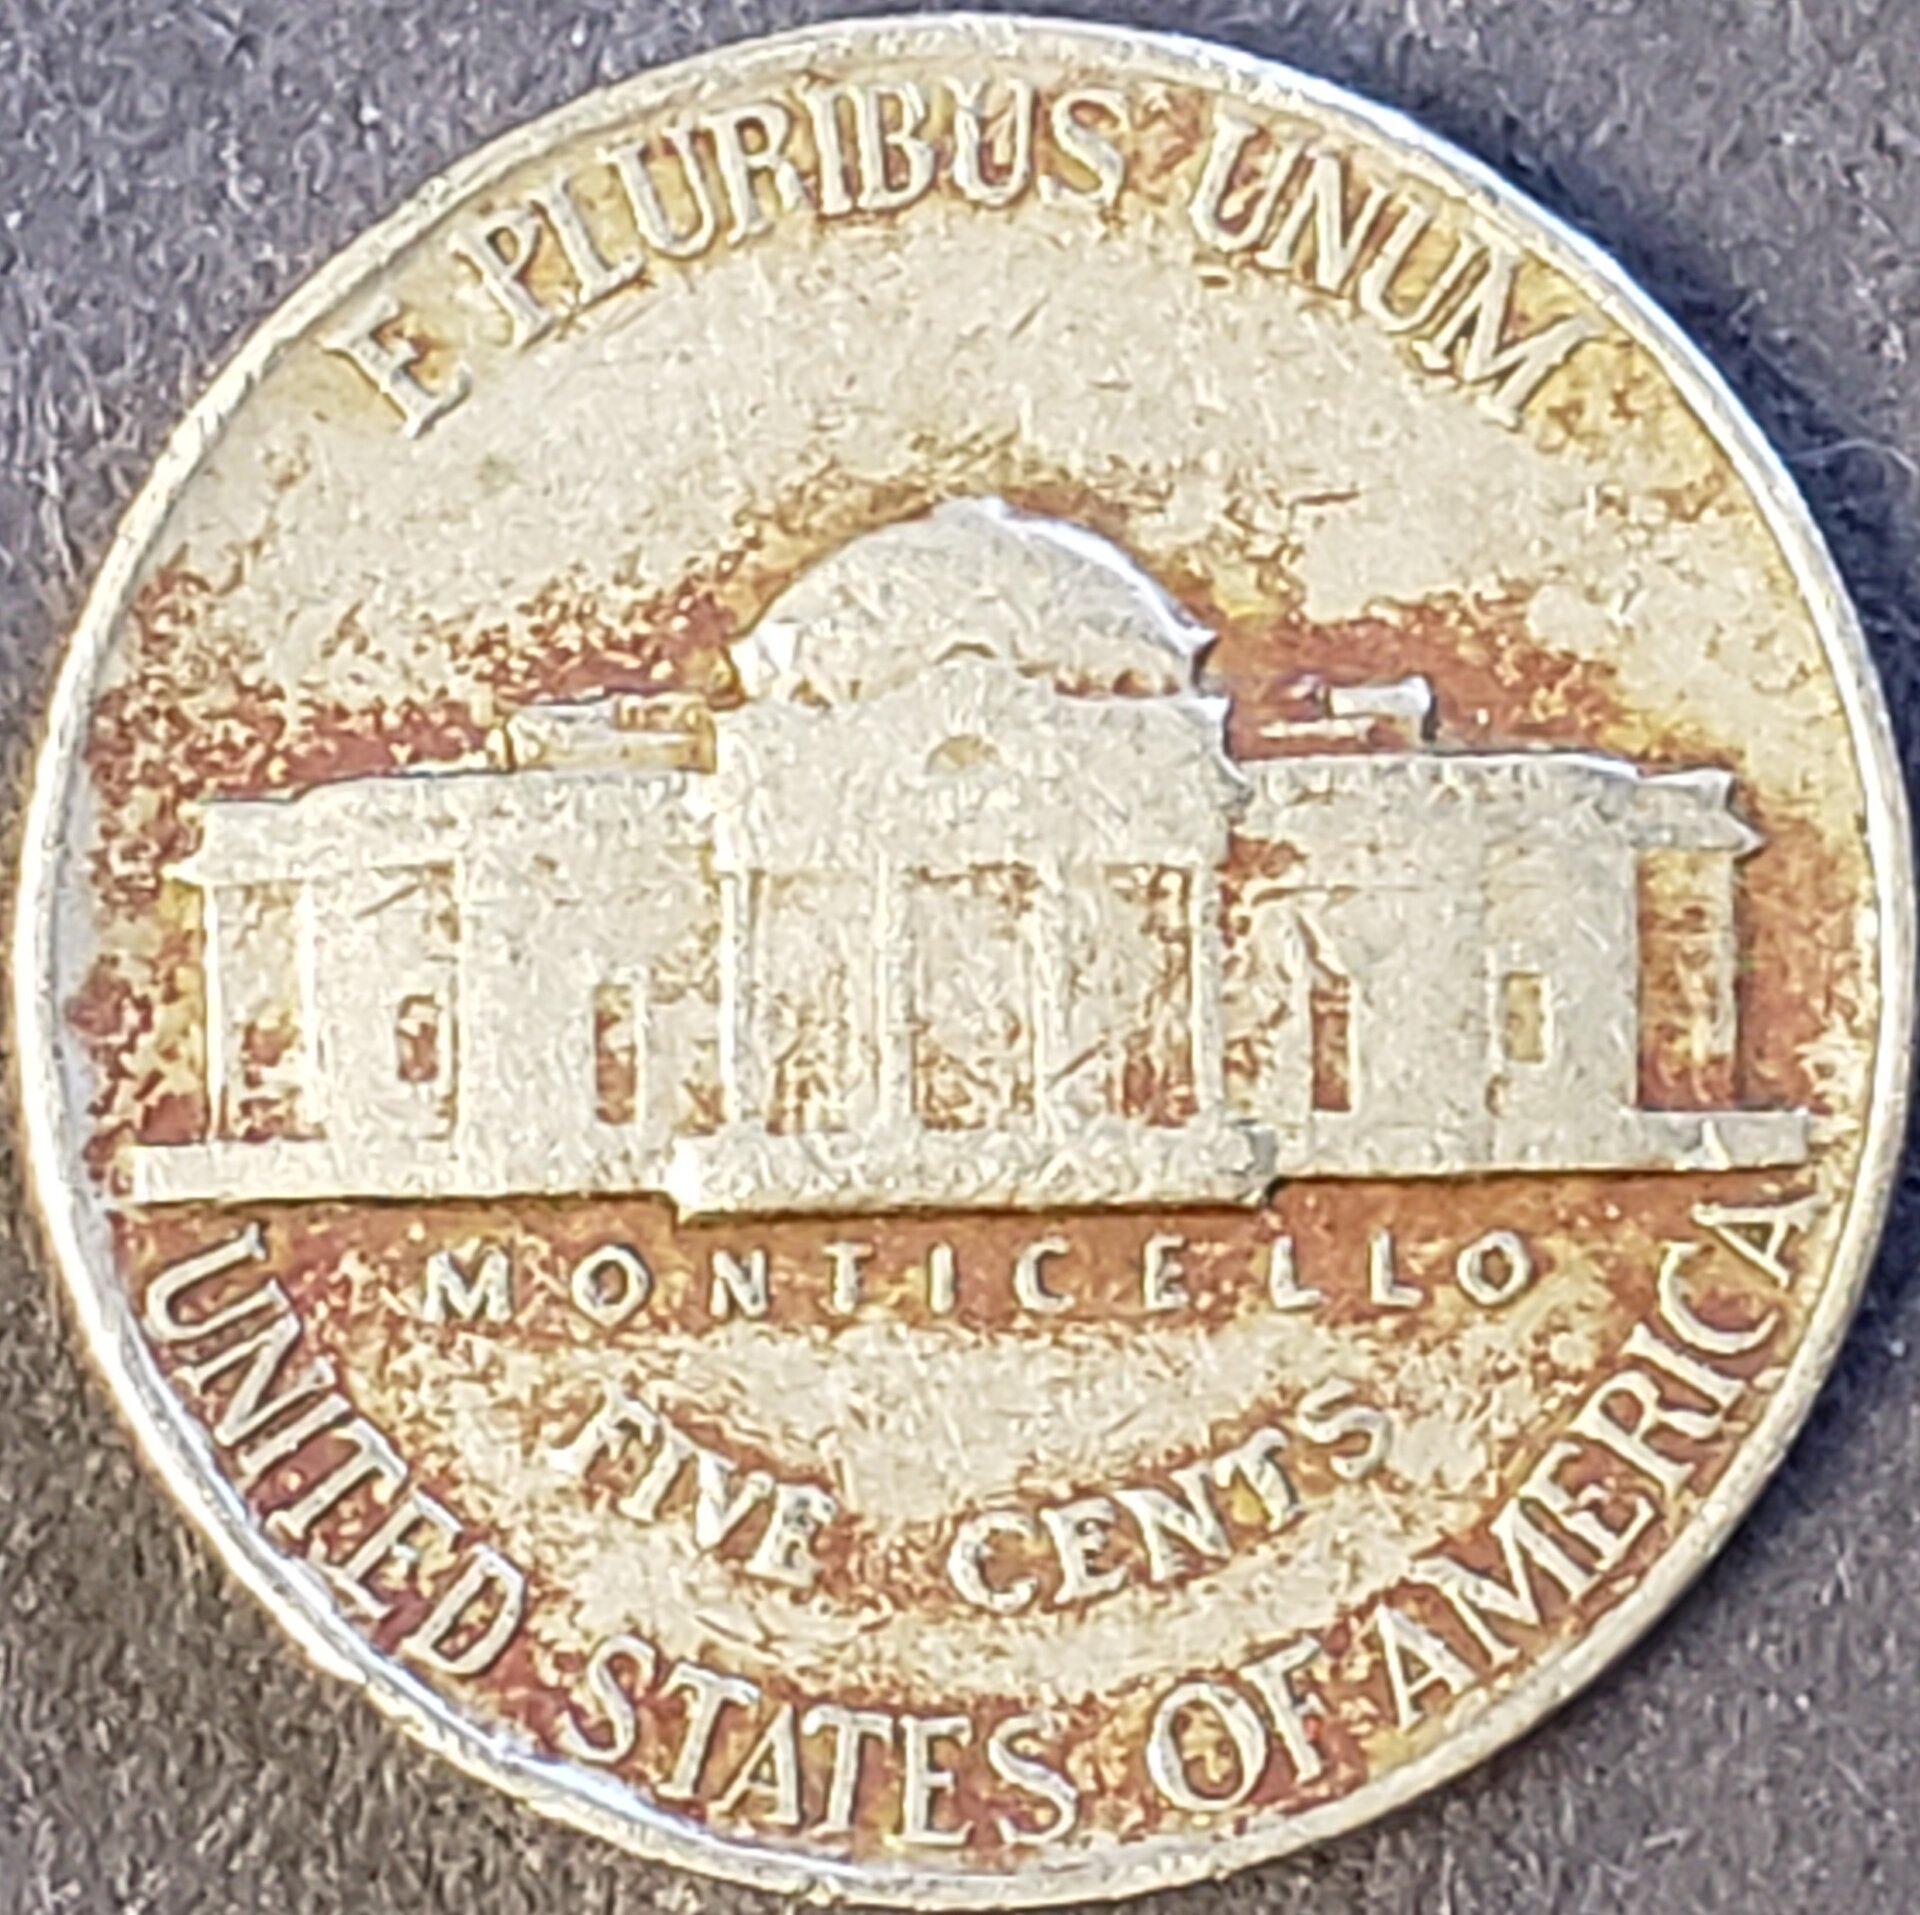 E PLURIBUS UNUM
MONTICELLO
FIVE CENTS
UNITED STATES OF AMERICA